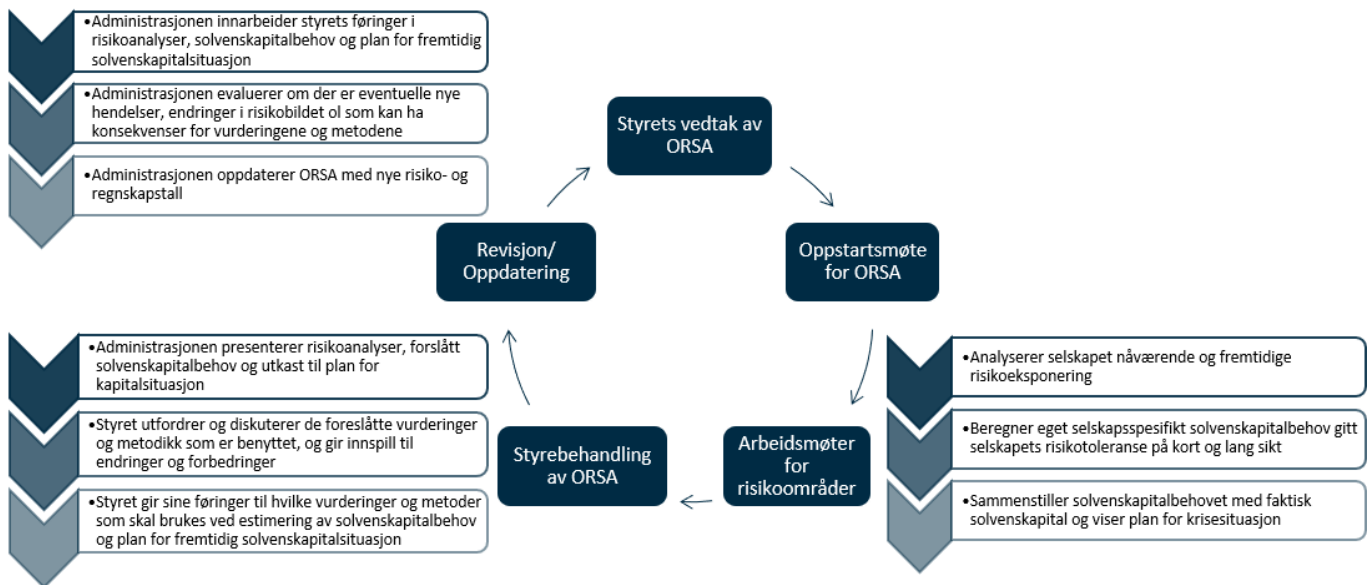 •Administrasjonen innarbeider styrets føringer i
risikoanalyser, solvenskapitalbehov og plan for fremtidig
solvenskapitalsituasjon
•Administrasjonen evaluerer om der er eventuelle nye
hendelser, endringer i risikobildet ol som kan ha
konsekvenser for vurderingene og metodene
•Administrasjonen oppdaterer ORSA med nye risiko- og
regnskapstall
Styrets vedtak av
ORSA
Oppstartsmøte
for ORSA
Arbeidsmøter
for
risikoområder
Styrebehandling
av ORSA
Revisjon/
Oppdatering
•Administrasjonen presenterer risikoanalyser, forslått
solvenskapitalbehov og utkast til plan for
kapitalsituasjon
•Styret utfordrer og diskuterer de foreslåtte vurderinger
og metodikk som er benyttet, og gir innspill til
endringer og forbedringer
•Styret gir sine føringer til hvilke vurderinger og metoder
som skal brukes ved estimering av solvenskapitalbehov
og plan for fremtidig solvenskapitalsituasjon
•Analyserer selskapet nåværende og fremtidige
risikoeksponering
•Beregner eget selskapsspesifikt solvenskapitalbehov gitt
selskapets risikotoleranse på kort og lang sikt
•Sammenstiller solvenskapitalbehovet med faktisk
solvenskapital og viser plan for krisesituasjon